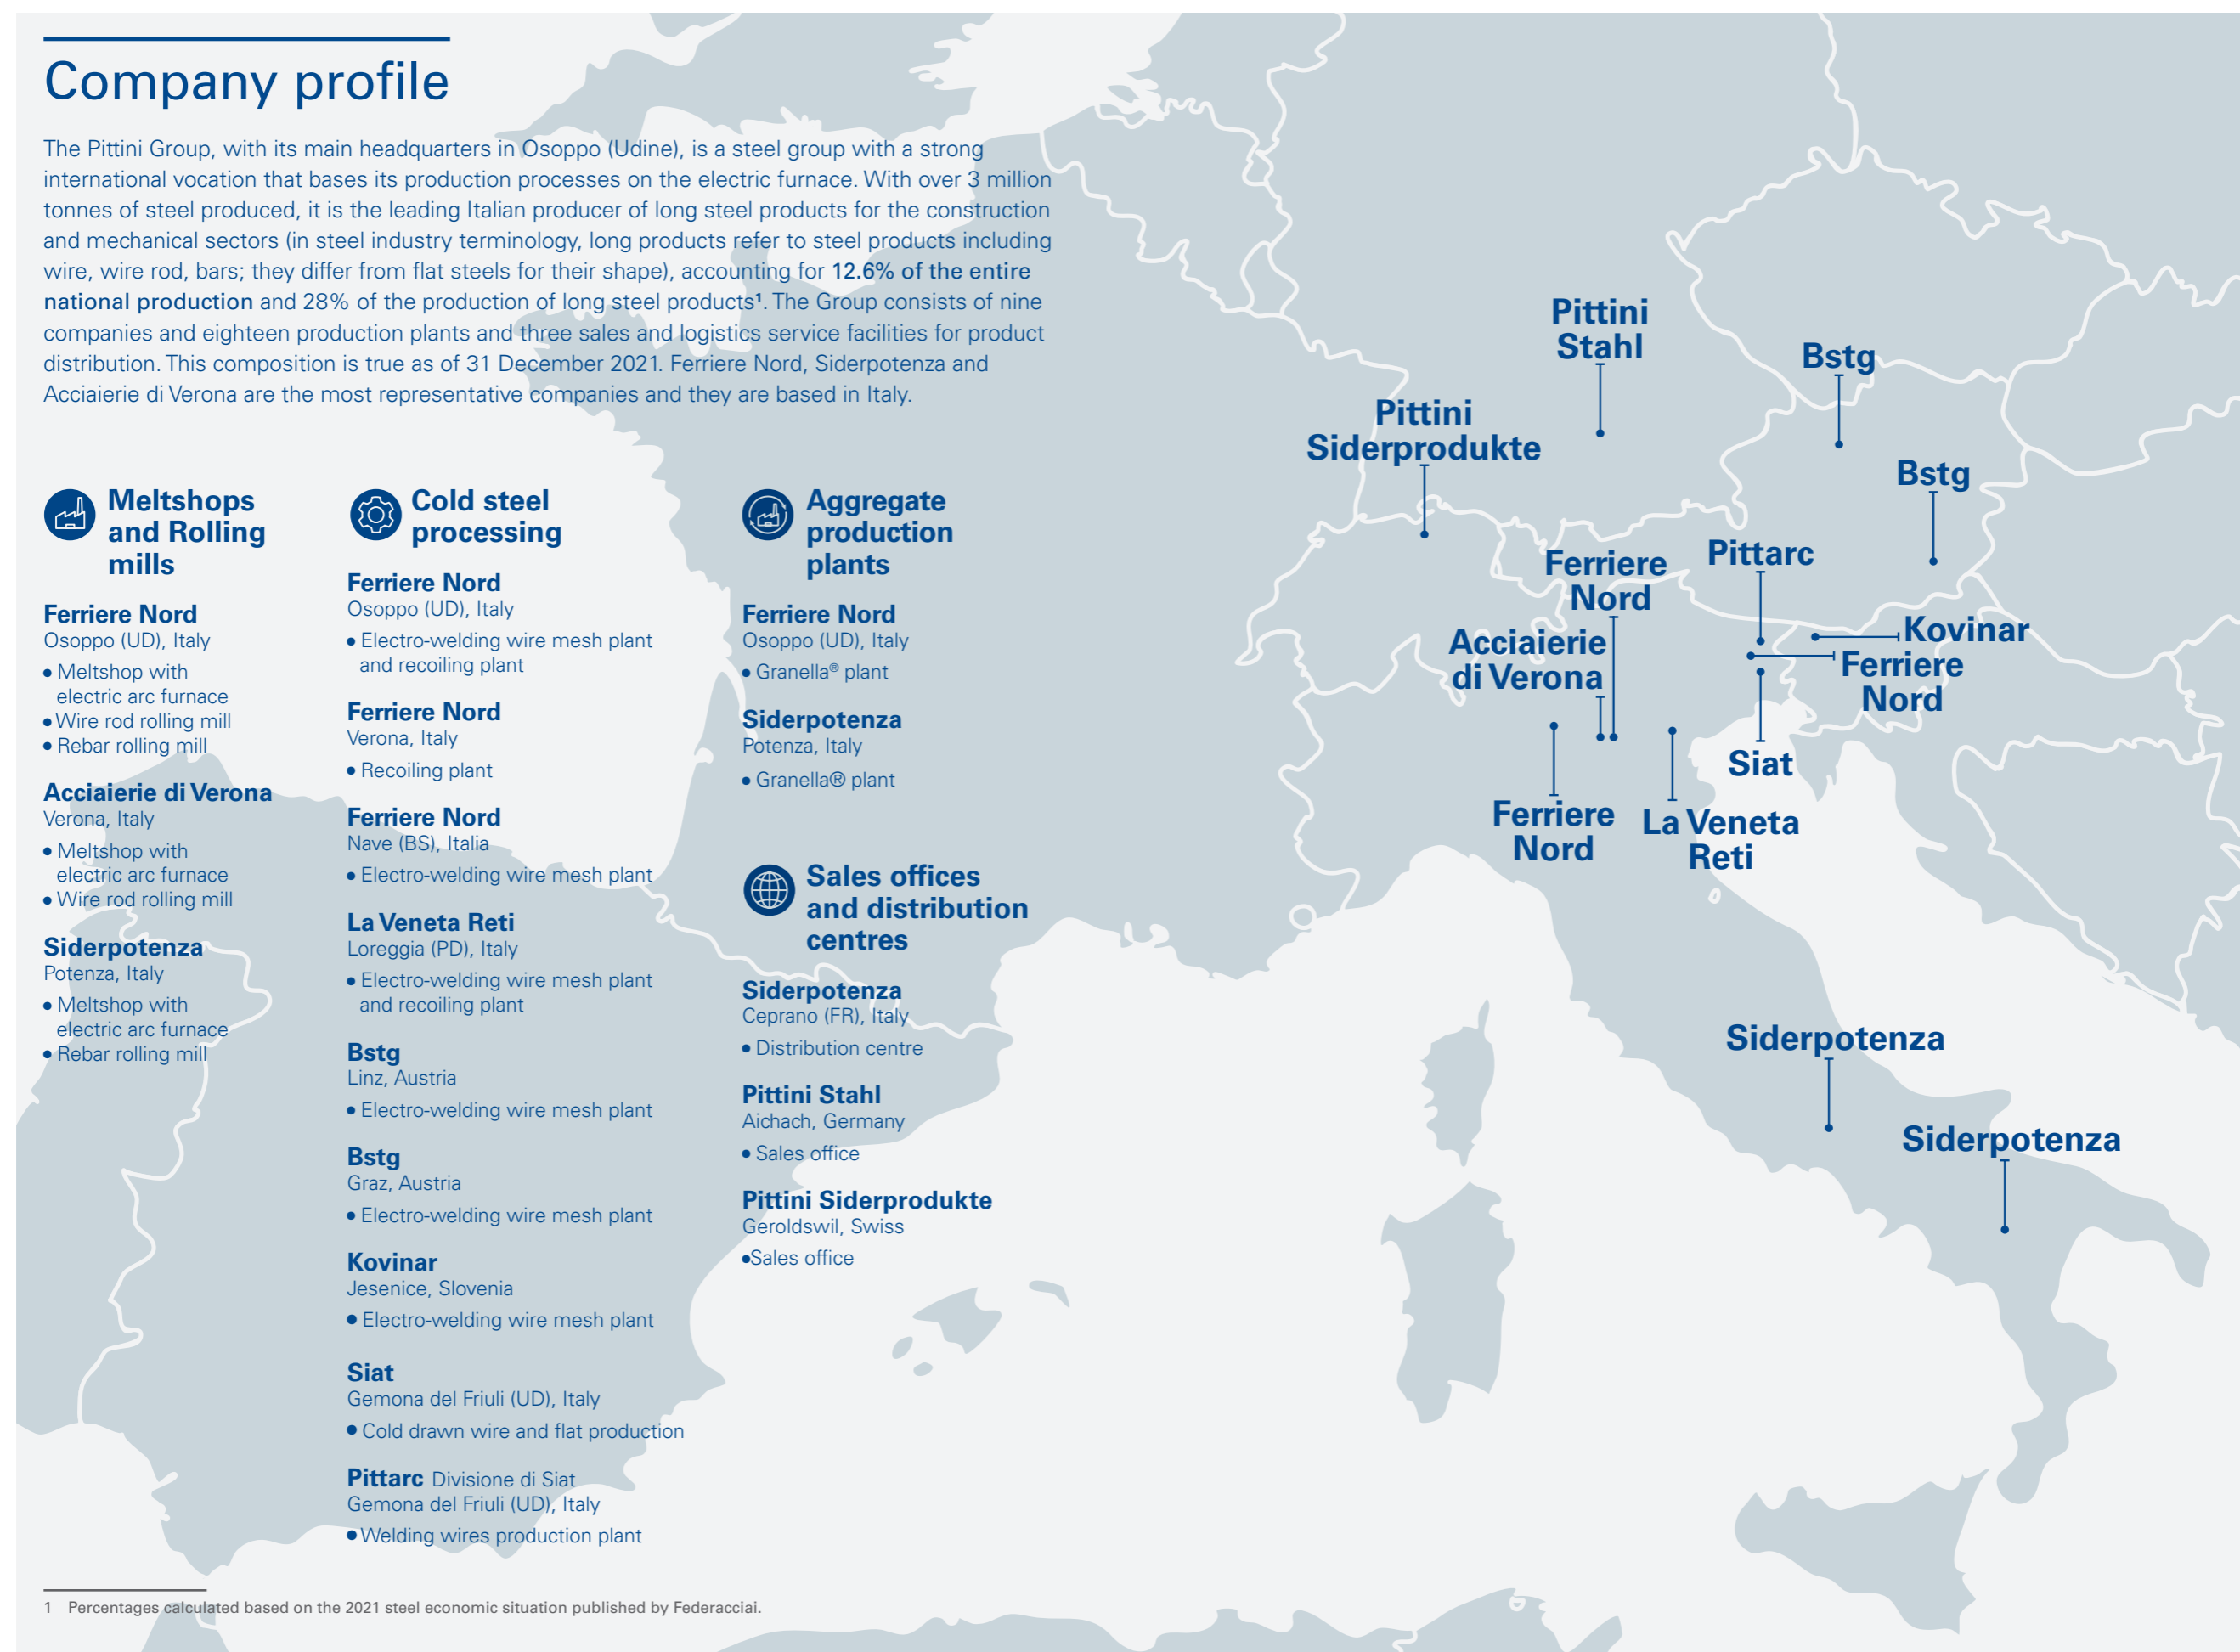 Company profile
The Pittini Group, with its main headquarters in Osoppo (Udine), is a steel group with a strong
international vocation that bases its production processes on the electric furnace. With over 3 million
tonnes of steel produced, it is the leading Italian producer of long steel products for the construction
and mechanical sectors (in steel industry terminology, long products refer to steel products including
wire, wire rod, bars; they differ from flat steels for their shape), accounting for 12.6% of the entire
national production and 28% of the production of long steel products¹. The Group consists of nine
companies and eighteen production plants and three sales and logistics service facilities for product
distribution. This composition is true as of 31 December 2021. Ferriere Nord, Siderpotenza and
Acciaierie di Verona are the most representative companies and they are based in Italy.
Meltshops
and Rolling
mills
Ferriere Nord
Osoppo (UD), Italy
• Meltshop with
electric arc furnace
• Wire rod rolling mill
• Rebar rolling mill
Acciaierie di Verona
Verona, Italy
• Meltshop with
electric arc furnace
• Wire rod rolling mill
Siderpotenza
Potenza, Italy
• Meltshop with
electric arc furnace
• Rebar rolling mill
Cold steel
processing
Ferriere Nord
Osoppo (UD), Italy
• Electro-welding wire mesh plant
and recoiling plant
Ferriere Nord
Verona, Italy
• Recoiling plant
Ferriere Nord
Nave (BS), Italia
• Electro-welding wire mesh plant
La Veneta Reti
Loreggia (PD), Italy
• Electro-welding wire mesh plant
and recoiling plant
Bstg
Linz, Austria
• Electro-welding wire mesh plant
Bstg
Graz, Austria
• Electro-welding wire mesh plant
Kovinar
Jesenice, Slovenia
• Electro-welding wire mesh plant
Siat
Gemona del Friuli (UD), Italy
• Cold drawn wire and flat production
Pittarc Divisione di Siat
Gemona del Friuli (UD), Italy
• Welding wires production plant
Aggregate
production
plants
Ferriere Nord
Osoppo (UD), Italy
• Granella® plant
Siderpotenza
Potenza, Italy
• Granella® plant
Sales offices
and distribution
centres
Siderpotenza
Ceprano (FR), Italy
• Distribution centre
Pittini Stahl
Aichach, Germany
• Sales office
Pittini Siderprodukte
Geroldswil, Swiss
•Sales office
Pittini
Stahl
Bstg
Pittini
Siderprodukte
Bstg
Pittarc
Ferriere
Nord
Kovinar
Acciaierie
di Verona
Ferriere
Nord
Siat
Ferriere
Nord
La Veneta
Reti
Siderpotenza
Siderpotenza
1 Percentages calculated based on the 2021 steel economic situation published by Federacciai.